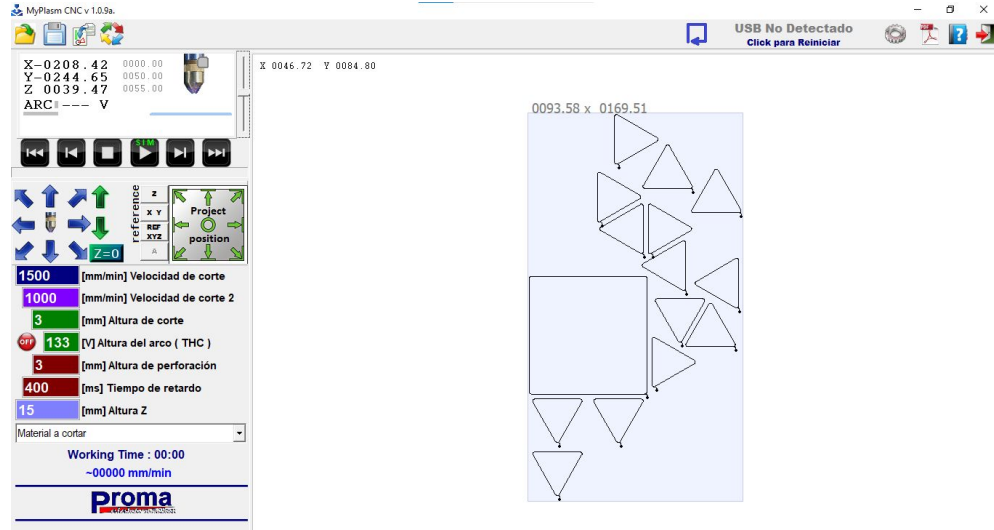 MyPlasm CNC v 1.0.9a.
USB No Detectado
Click para Reiniciar
X-0208.42 0000.00
Y-0244.65 0050.00
Z 0039.47 0055.00
ARC --- V
X 0046.72 Y 0084.80
0093.58 x 0169.51
SIM
reference
Z
X Y
REF
XYZ
A
Project
position
Z=0
1500 [mm/min] Velocidad de corte
1000 [mm/min] Velocidad de corte 2
3 [mm] Altura de corte
OFF 133 [V] Altura del arco ( THC )
3 [mm] Altura de perforación
400 [ms] Tiempo de retardo
15 [mm] Altura Z
Material a cortar
Working Time : 00:00
~00000 mm/min
Proma